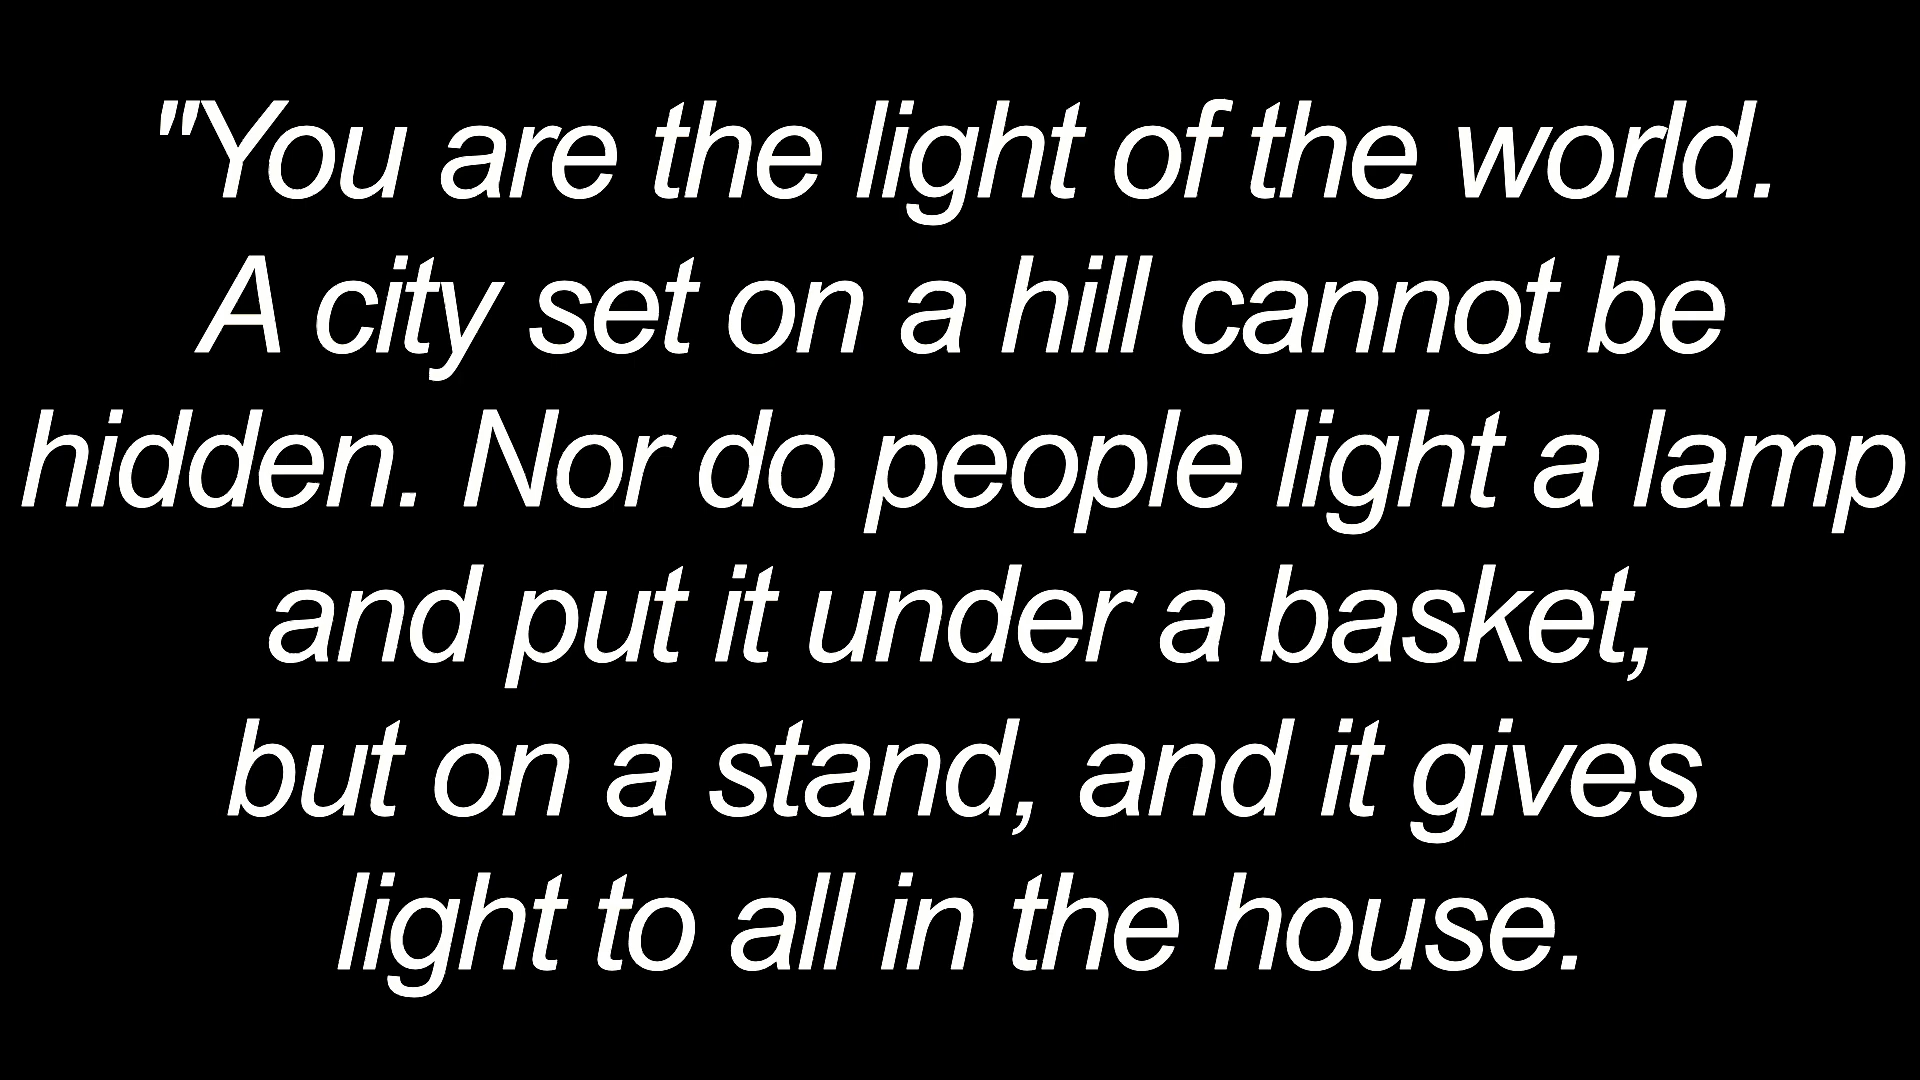 "You are the light of the world.
A city set on a hill cannot be
hidden. Nor do people light a lamp
and put it under a basket,
but on a stand, and it gives
light to all in the house.